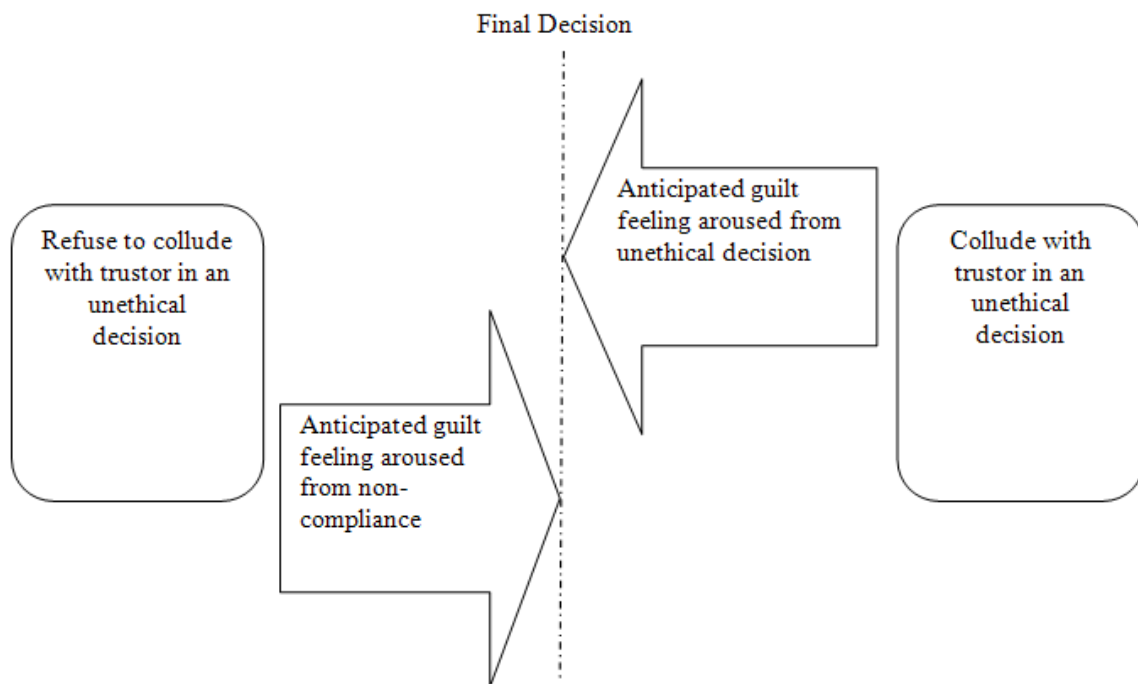 Final Decision
Refuse to collude
with trustor in an
unethical
decision
Anticipated guilt
feeling aroused
from non-
compliance
Anticipated guilt
feeling aroused from
unethical decision
Collude with
trustor in an
unethical
decision